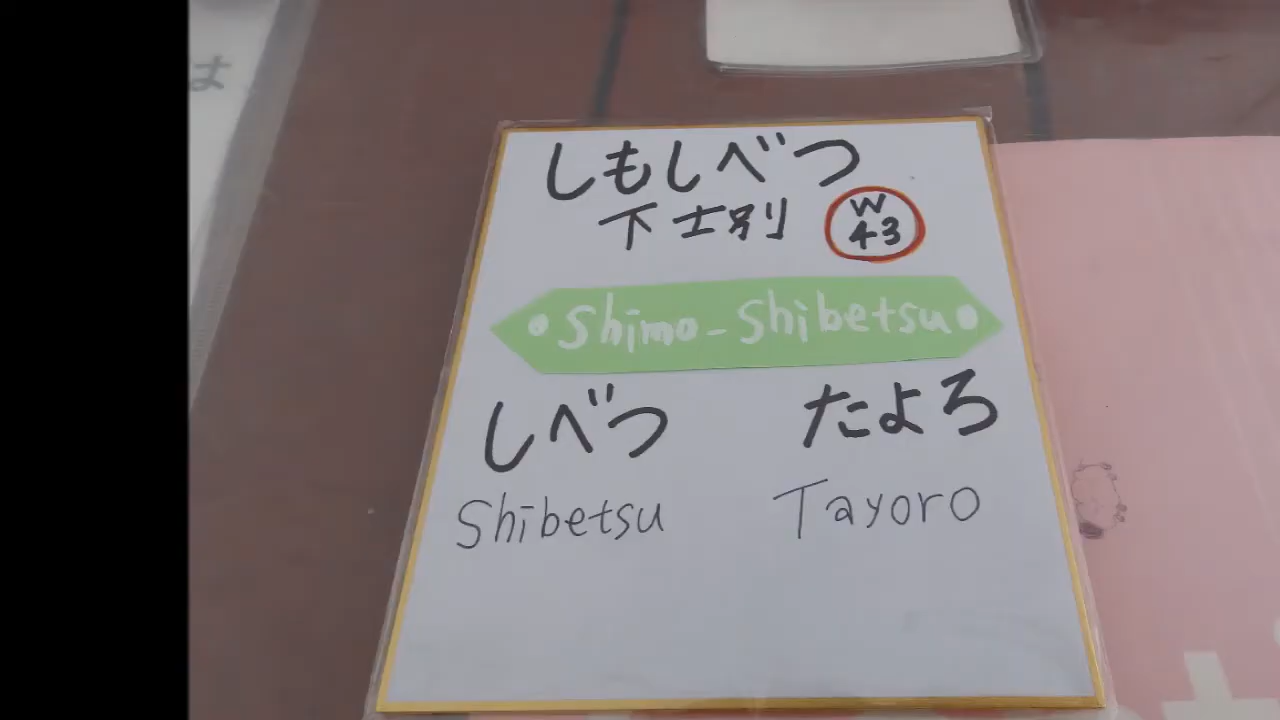 は
しもしべつ
下士別 W 43
Shimo-Shibetsu
しべつ たよろ
Shibetsu Tayoro